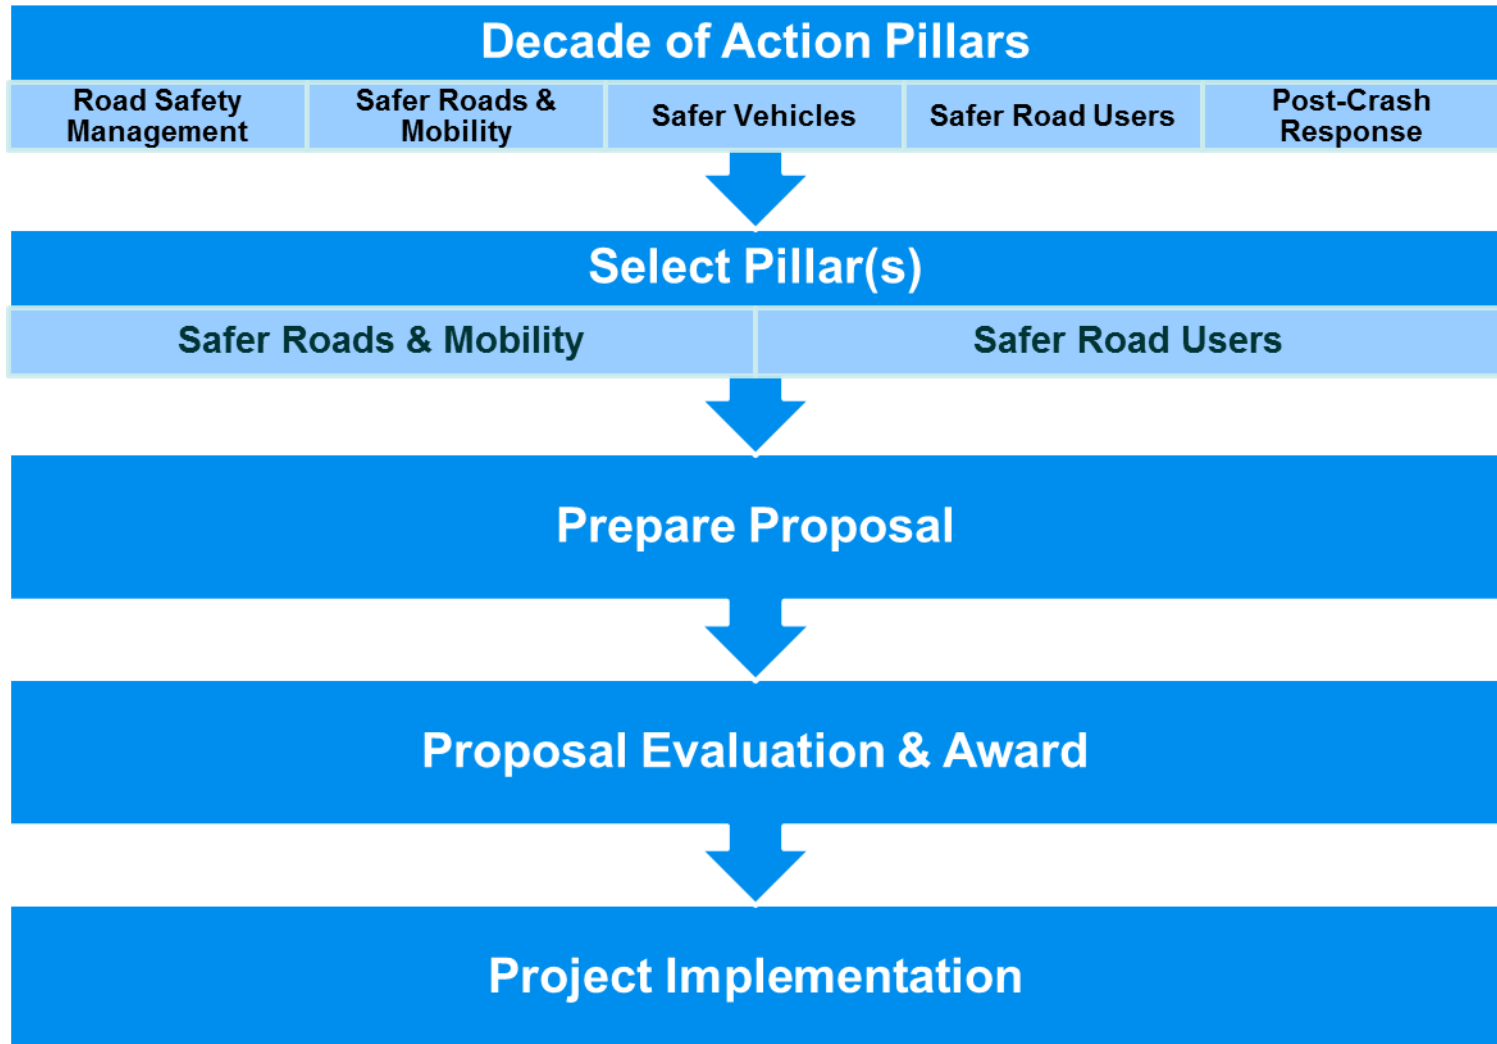 Decade of Action Pillars
Road Safety
Management
Safer Roads &
Mobility
Safer Vehicles
Safer Road Users
Post-Crash
Response
Select Pillar(s)
Safer Roads & Mobility
Safer Road Users
Prepare Proposal
Proposal Evaluation & Award
Project Implementation